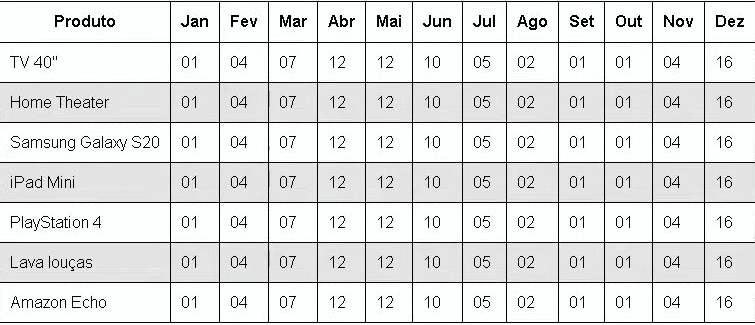 Produto Jan Fev Mar Abr Mai Jun Jul Ago Set Out Nov Dez
TV 40" 01 04 07 12 12 10 05 02 01 01 04 16
Home Theater 01 04 07 12 12 10 05 02 01 01 04 16
Samsung Galaxy S20 01 04 07 12 12 10 05 02 01 01 04 16
iPad Mini 01 04 07 12 12 10 05 02 01 01 04 16
PlayStation 4 01 04 07 12 12 10 05 02 01 01 04 16
Lava louças 01 04 07 12 12 10 05 02 01 01 04 16
Amazon Echo 01 04 07 12 12 10 05 02 01 01 04 16